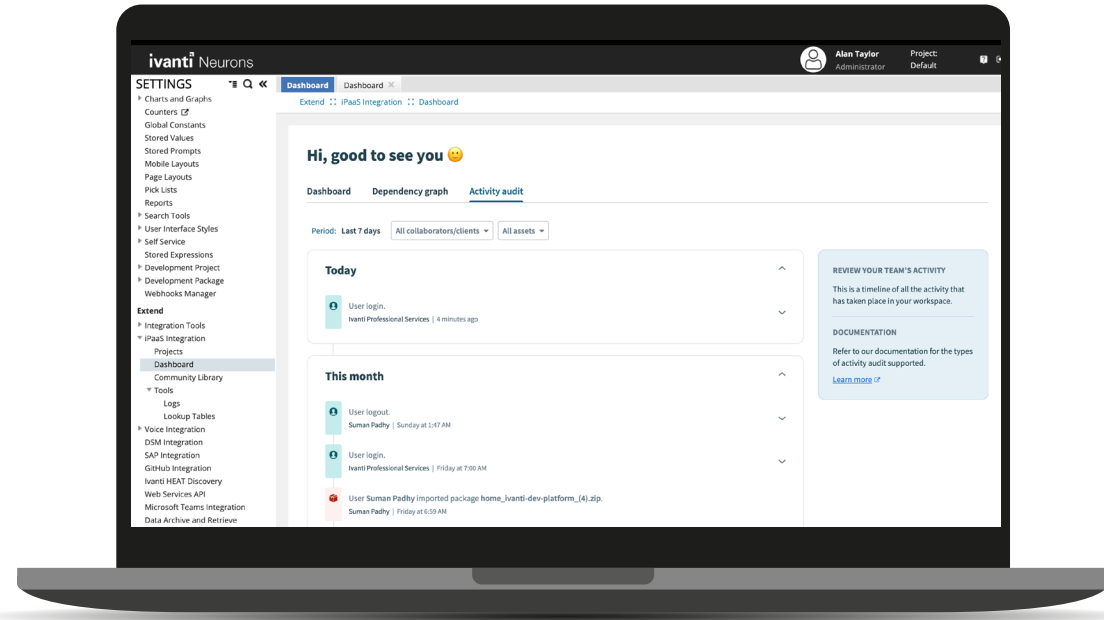 ivanti Neurons
Alan Taylor
Administrator
Project:
Default
SETTINGS
Charts and Graphs
Counters
Global Constants
Stored Values
Stored Prompts
Mobile Layouts
Page Layouts
Pick Lists
Reports
Search Tools
User Interface Styles
Self Service
Stored Expressions
Development Project
Development Package
Webhooks Manager
Extend
Integration Tools
iPaaS Integration
Projects
Dashboard
Community Library
Tools
Logs
Lookup Tables
Voice Integration
DSM Integration
SAP Integration
GitHub Integration
Ivanti HEAT Discovery
Web Services API
Microsoft Teams Integration
Data Archive and Retrieve
Dashboard Dashboard
Extend :: iPaaS Integration :: Dashboard
Hi, good to see you 🙂
Dashboard Dependency graph Activity audit
Period: Last 7 days All collaborators/clients All assets
Today
User login.
Ivanti Professional Services | 4 minutes ago
This month
User logout.
Suman Padhy | Sunday at 1:47 AM
User login.
Ivanti Professional Services | Friday at 7:00 AM
User Suman Padhy imported package home_ivanti-dev-platform_(4).zip.
Suman Padhy | Friday at 6:59 AM
REVIEW YOUR TEAM'S ACTIVITY
This is a timeline of all the activity that
has taken place in your workspace.
DOCUMENTATION
Refer to our documentation for the types
of activity audit supported.
Learn more